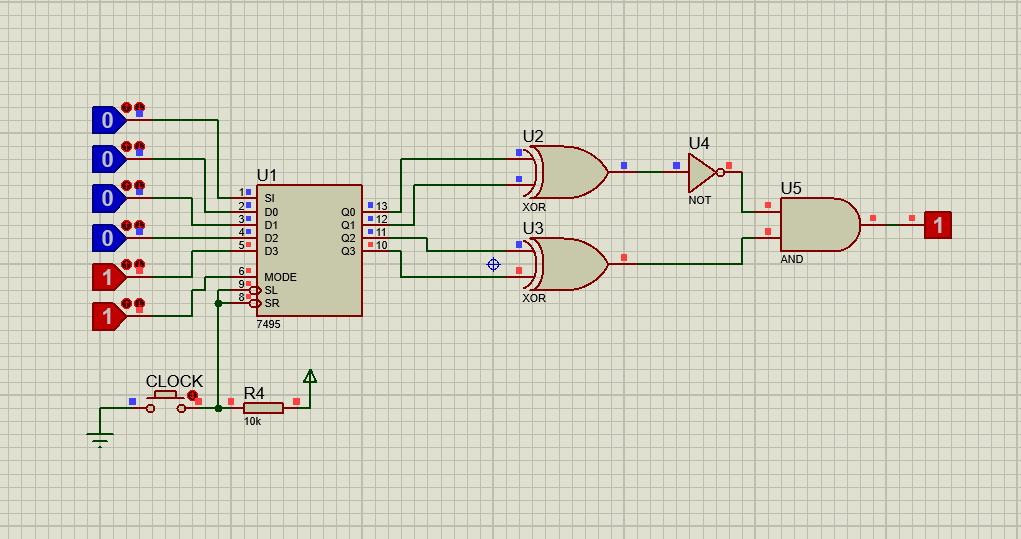 0
0
0
0
1
1
U1
1 SI
2 D0
3 D1
4 D2
5 D3
6 MODE
9 SL
8 SR
Q0 13
Q1 12
Q2 11
Q3 10
7495
U2
XOR
U3
XOR
U4
NOT
U5
AND
1
CLOCK
R4
10k